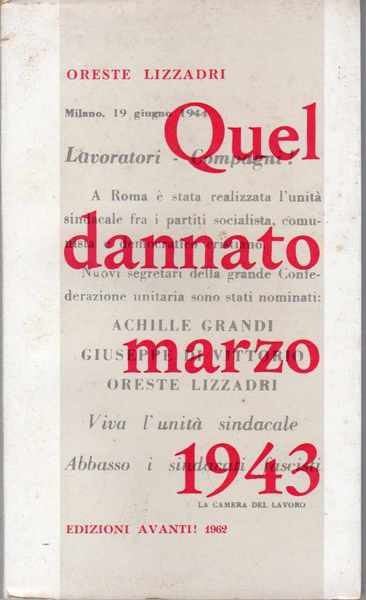 ORESTE LIZZADRI
Milano, 19 giugno 1944
Quel
Lavoratori - Compagni!
A Roma è stata realizzata l'unità
sindacale fra i partiti socialista, comu-
nista e democratico cristiano.
dannato
Nuovi segretari della grande Confe-
derazione unitaria sono stati nominati:
ACHILLE GRANDI
marzo
GIUSEPPE DI VITTORIO
ORESTE LIZZADRI
Viva l'unità sindacale
Abbasso i sindacati fascisti
1943
LA CAMERA DEL LAVORO
EDIZIONI AVANTI! 1962